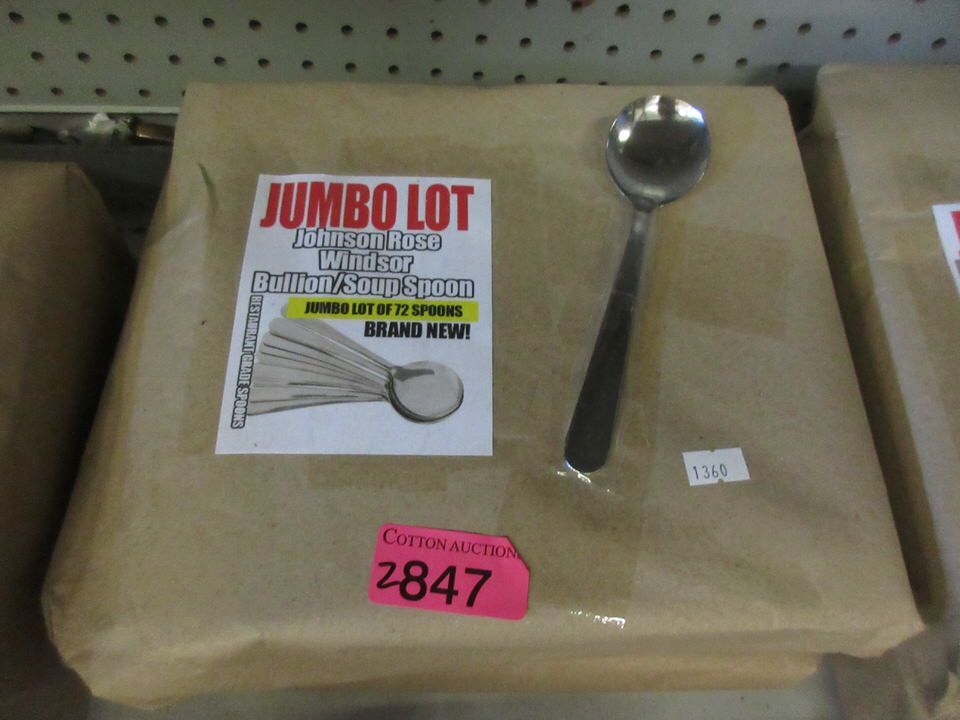 JUMBO LOT
Johnson Rose
Windsor
Bullion/Soup Spoon
JUMBO LOT OF 72 SPOONS
BRAND NEW!
RESTAURANT GRADE SPOONS
1360
COTTON AUCTION
2847